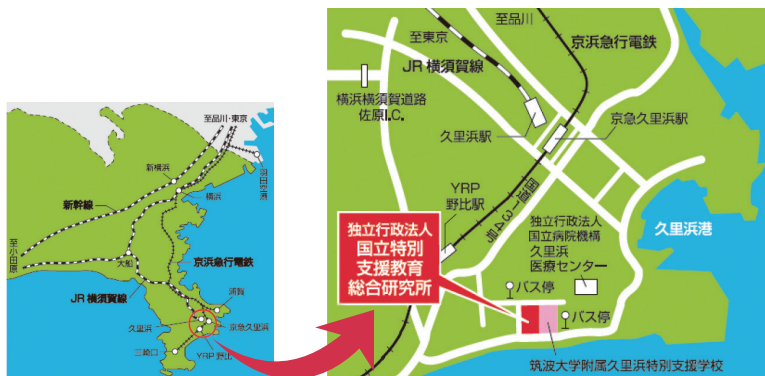 至品川・東京
新横浜
羽田空港
横浜
新幹線
至小田原
大船
京浜急行電鉄
JR横須賀線
浦賀
久里浜
京急久里浜
三崎口
YRP野比
至品川
至東京
京浜急行電鉄
JR横須賀線
横浜横須賀道路
佐原I.C.
久里浜駅
京急久里浜駅
YRP
野比駅
国道134号
独立行政法人
国立特別
支援教育
総合研究所
独立行政法人
国立病院機構
久里浜
医療センター
久里浜港
バス停
バス停
筑波大学附属久里浜特別支援学校